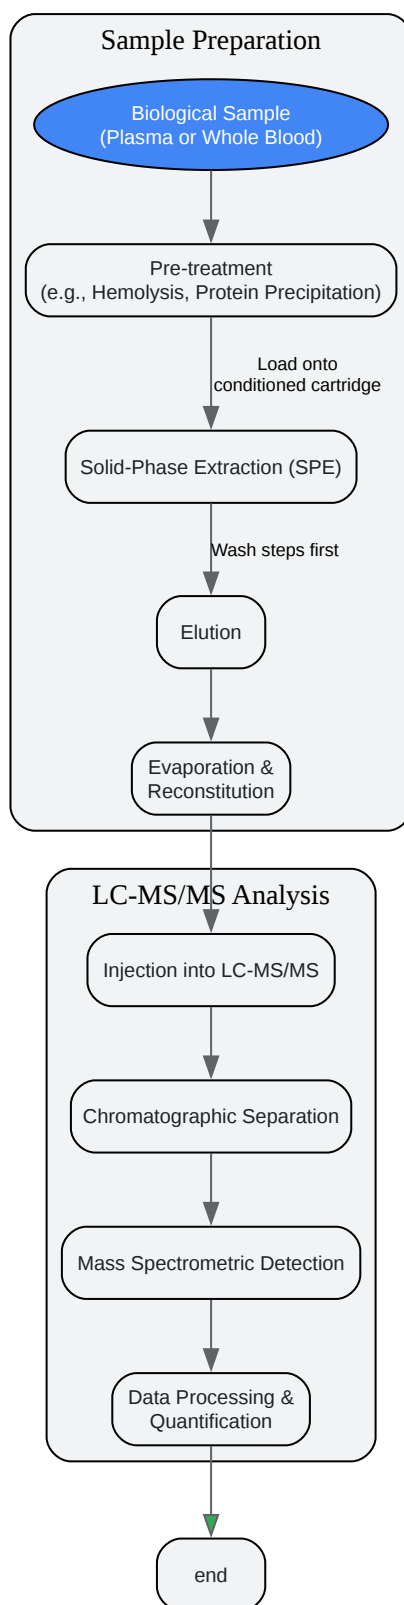 Sample Preparation
Biological Sample
(Plasma or Whole Blood)
Pre-treatment
(e.g., Hemolysis, Protein Precipitation)
Load onto
conditioned cartridge
Solid-Phase Extraction (SPE)
Wash steps first
Elution
Evaporation &
Reconstitution
LC-MS/MS Analysis
Injection into LC-MS/MS
Chromatographic Separation
Mass Spectrometric Detection
Data Processing &
Quantification
end